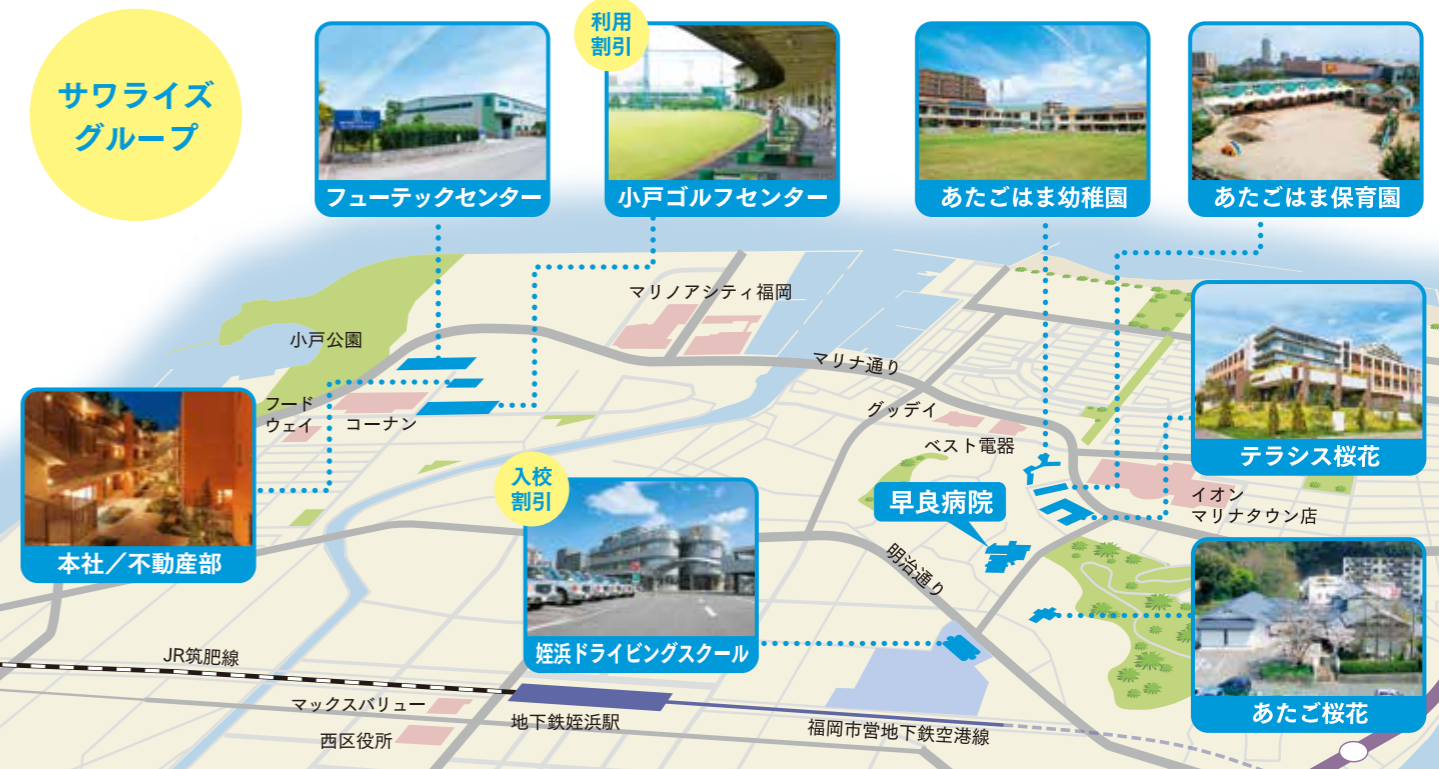 サワライズ
グループ
フューテックセンター
利用
割引
小戸ゴルフセンター
あたごはま幼稚園
あたごはま保育園
マリノアシティ福岡
小戸公園
マリナ通り
フード
ウェイ
コーナン
グッデイ
ベスト電器
テラシス桜花
本社／不動産部
入校
割引
早良病院
イオン
マリナタウン店
明治通り
姪浜ドライビングスクール
あたご桜花
JR筑肥線
マックスバリュー
西区役所
地下鉄姪浜駅
福岡市営地下鉄空港線